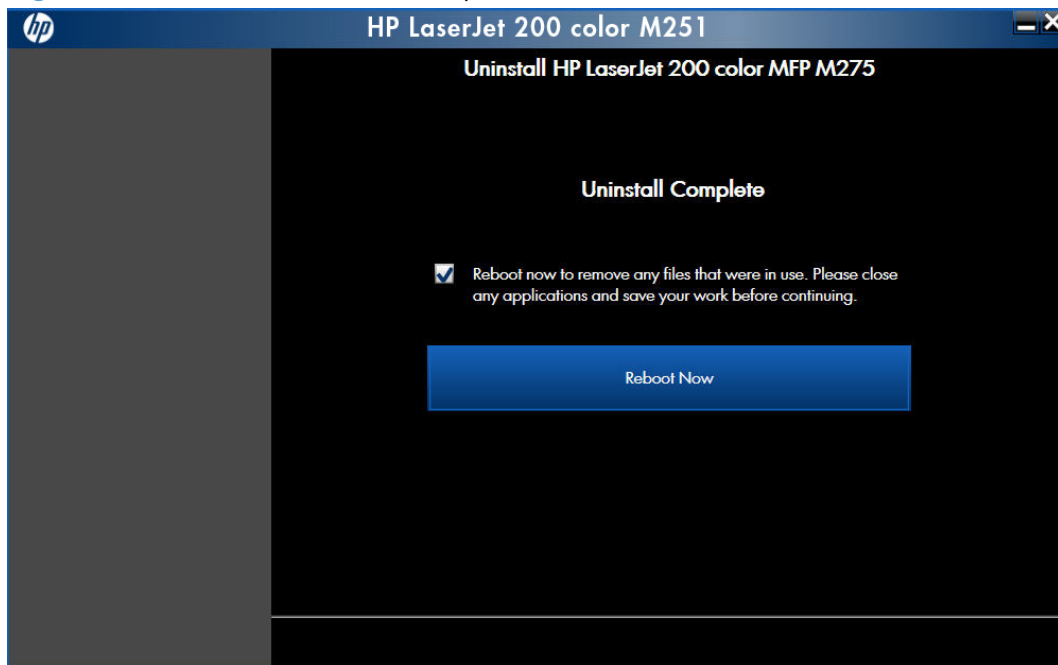 hp
HP LaserJet 200 color M251
Uninstall HP LaserJet 200 color MFP M275
Uninstall Complete
Reboot now to remove any files that were in use. Please close
any applications and save your work before continuing.
Reboot Now